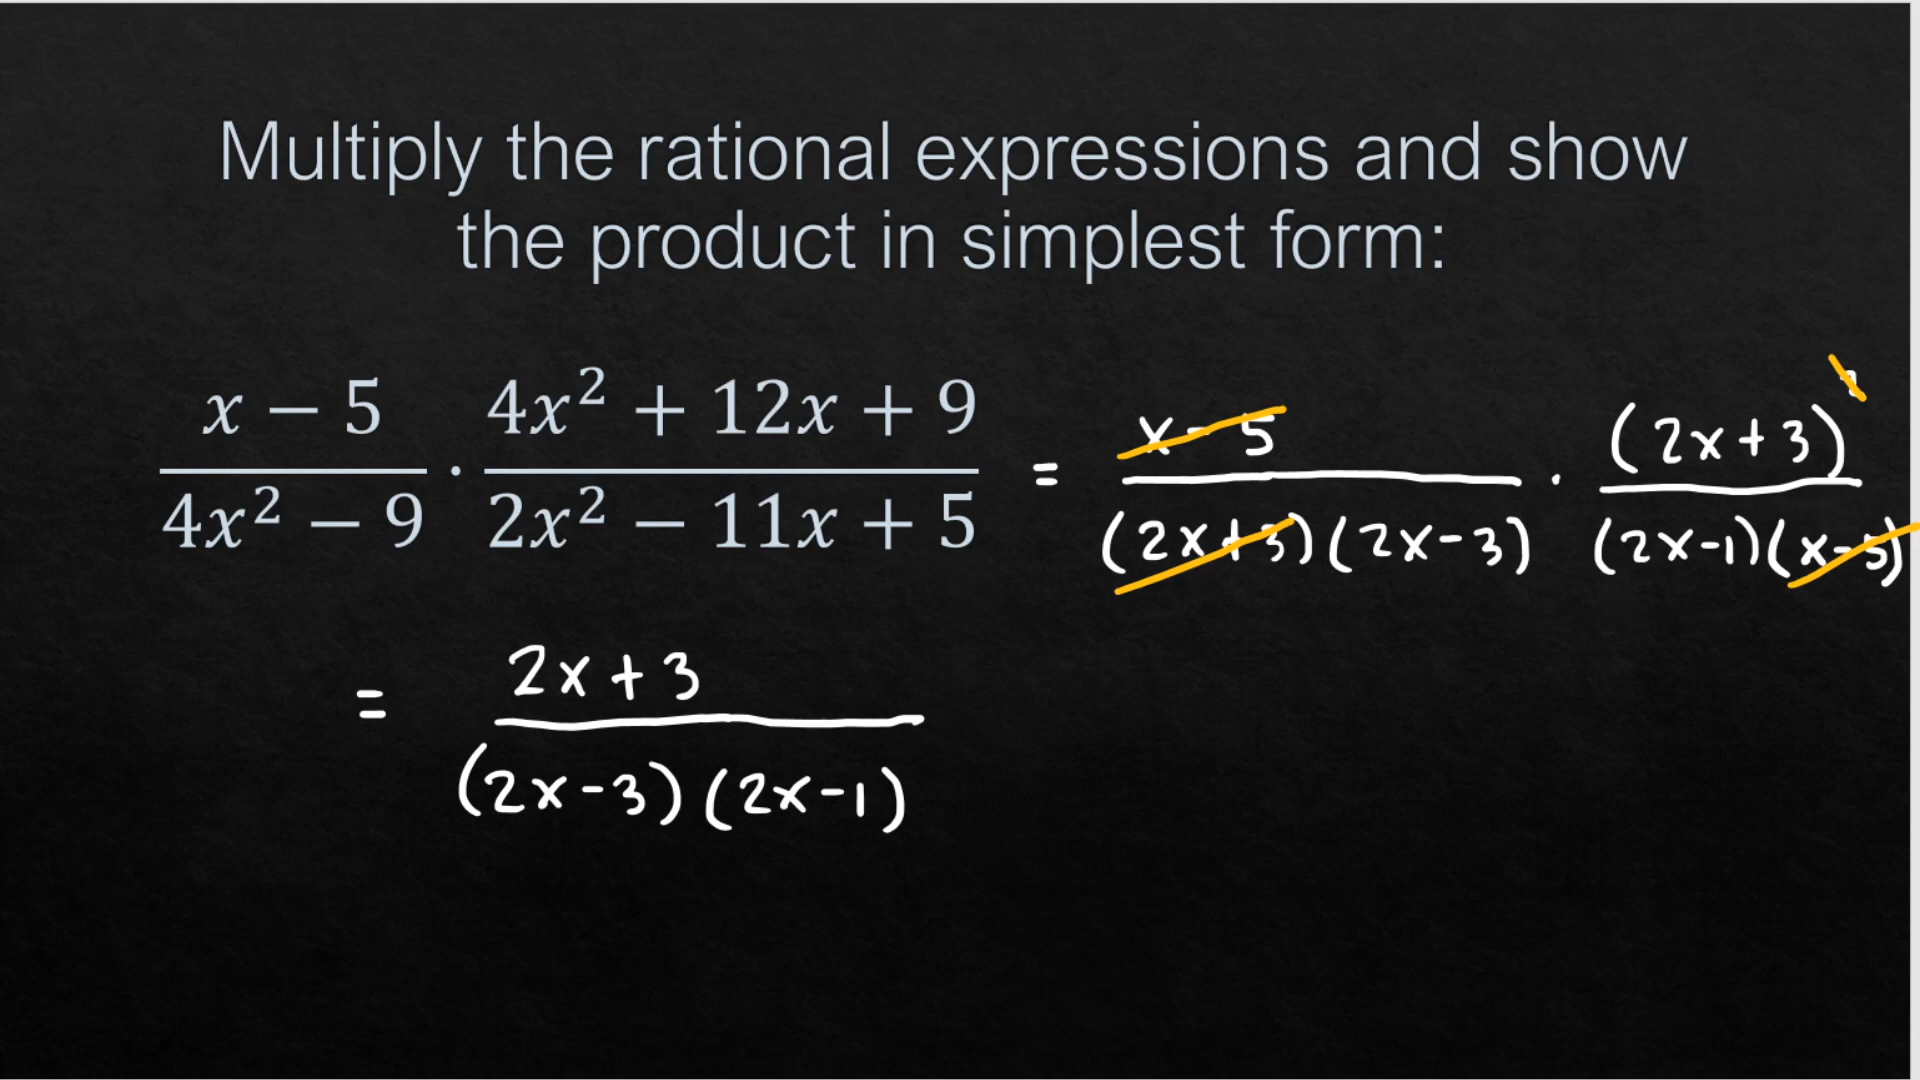 Multiply the rational expressions and show
the product in simplest form:
x − 5 / 4x² − 9 · 4x² + 12x + 9 / 2x² − 11x + 5 = x - 5 / (2x+3)(2x-3) · (2x+3)² / (2x-1)(x-5)
= 2x + 3 / (2x-3)(2x-1)